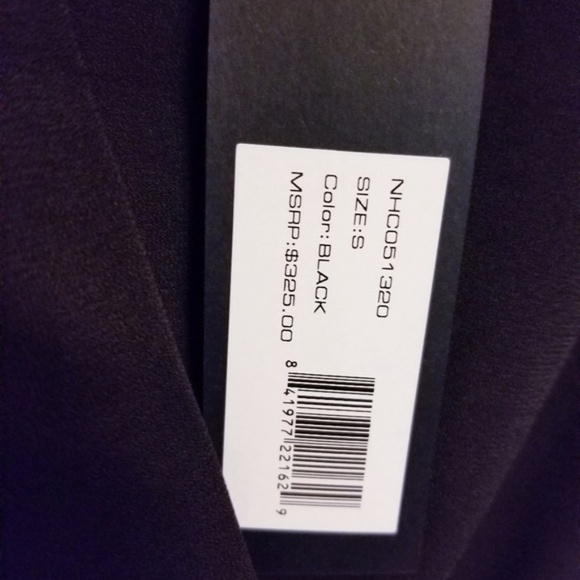 NHC051320
SIZE:S
Color:BLACK
MSRP:$325.00
8 41977 22162 9